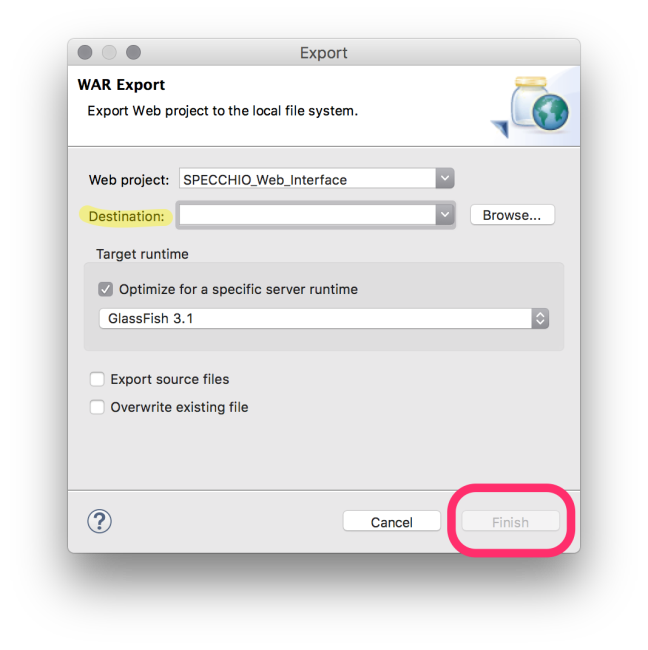 Export
WAR Export
Export Web project to the local file system.
Web project: SPECCHIO_Web_Interface
Destination: Browse...
Target runtime
Optimize for a specific server runtime
GlassFish 3.1
Export source files
Overwrite existing file
? Cancel Finish